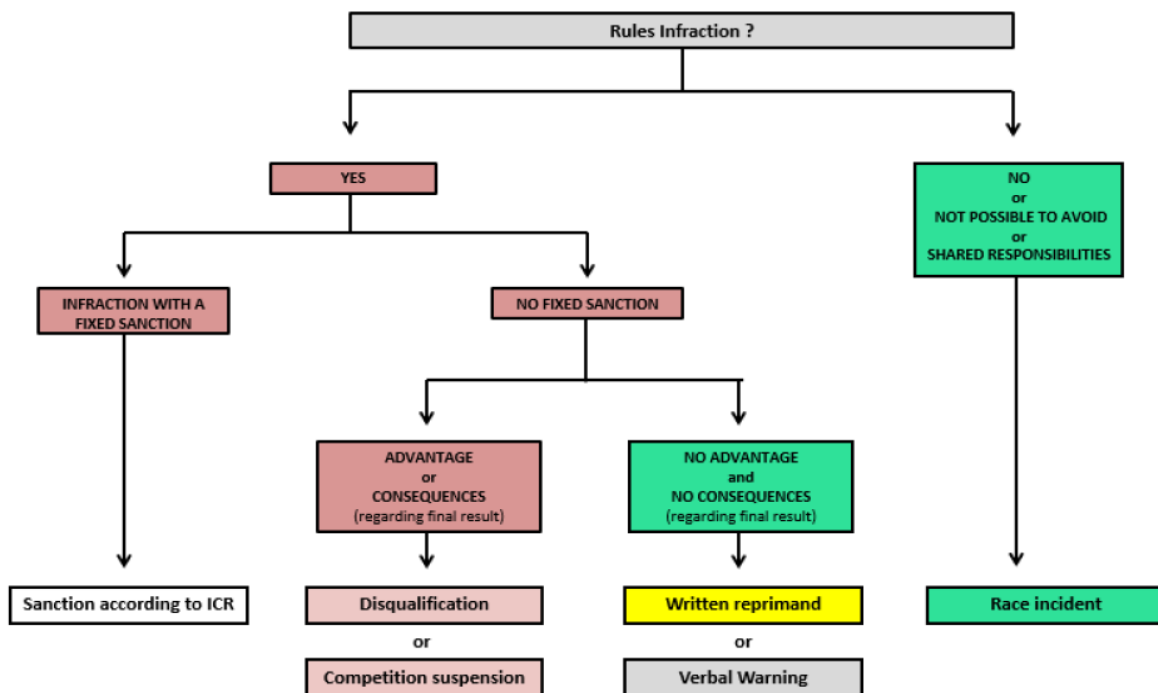 Rules Infraction ?
YES
NO
or
NOT POSSIBLE TO AVOID
or
SHARED RESPONSIBILITIES
INFRACTION WITH A
FIXED SANCTION
NO FIXED SANCTION
ADVANTAGE
or
CONSEQUENCES
(regarding final result)
NO ADVANTAGE
and
NO CONSEQUENCES
(regarding final result)
Sanction according to ICR
Disqualification
or
Competition suspension
Written reprimand
or
Verbal Warning
Race incident